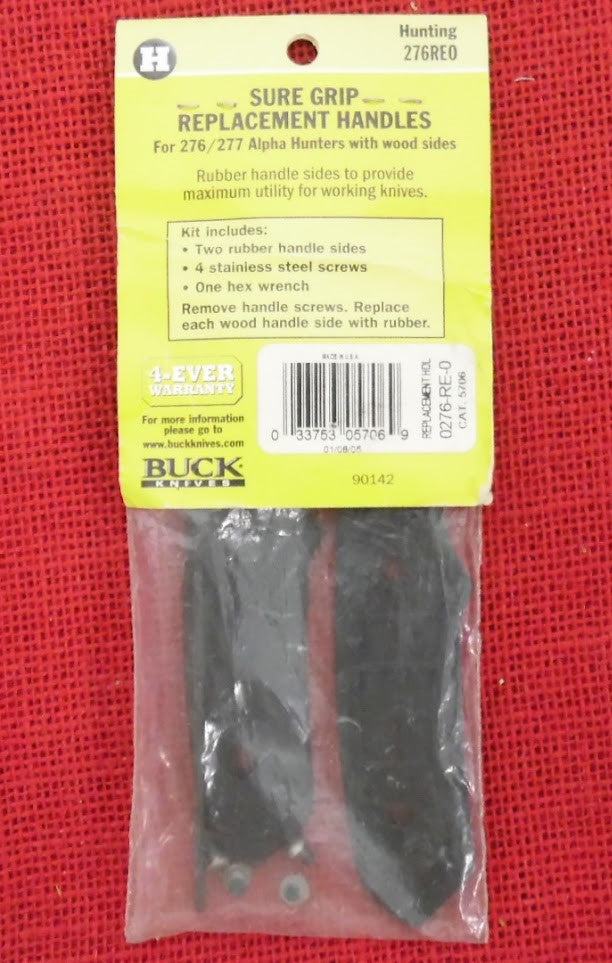 H
Hunting
276REO
SURE GRIP
REPLACEMENT HANDLES
For 276/277 Alpha Hunters with wood sides
Rubber handle sides to provide
maximum utility for working knives.
Kit includes:
• Two rubber handle sides
• 4 stainless steel screws
• One hex wrench
Remove handle screws. Replace
each wood handle side with rubber.
4-EVER
WARRANTY
For more information
please go to
www.buckknives.com
BUCK
KNIVES
MADE IN U.S.A.
0 33753 05706 9
01/06/05
REPLACEMENT HDL
0276-RE-0
CAT. 5706
90142